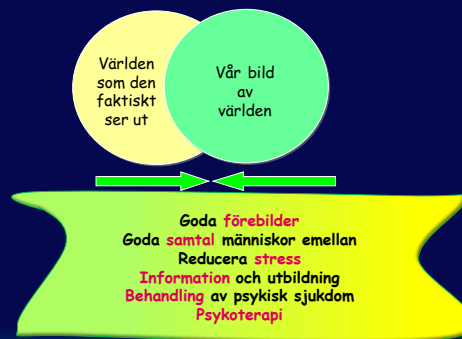 Världen
som den
faktiskt
ser ut
Vår bild
av
världen
Goda förebilder
Goda samtal människor emellan
Reducera stress
Information och utbildning
Behandling av psykisk sjukdom
Psykoterapi